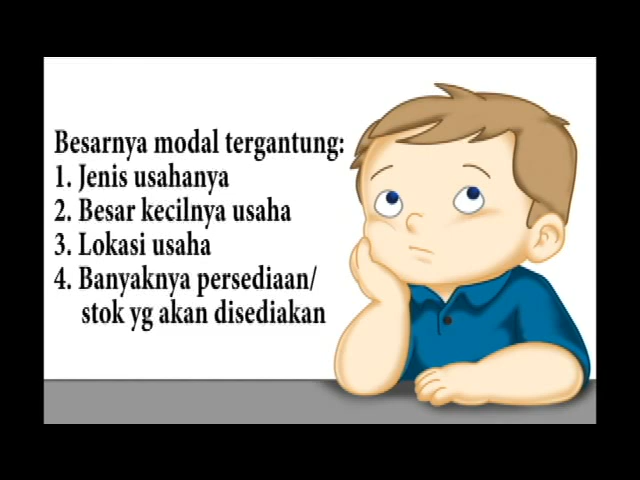 Besarnya modal tergantung:
1. Jenis usahanya
2. Besar kecilnya usaha
3. Lokasi usaha
4. Banyaknya persediaan/
stok yg akan disediakan